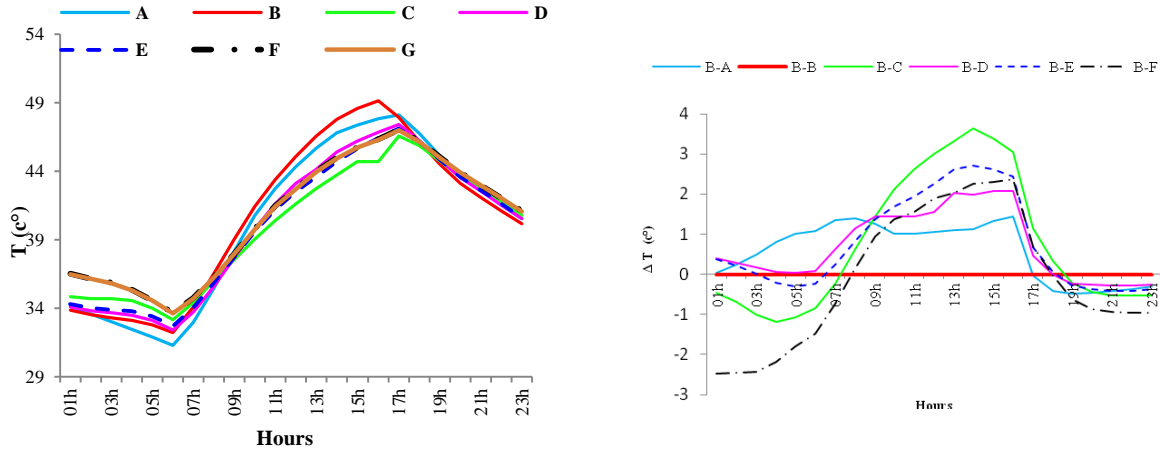 A B C D
E F G
54
49
44
39
34
29
T (c°)
01h 03h 05h 07h 09h 11h 13h 15h 17h 19h 21h 23h
Hours
B-A B-B B-C B-D B-E B-F
4
3
2
1
0
-1
-2
-3
Δ T (c°)
01h 03h 05h 07h 09h 11h 13h 15h 17h 19h 21h 23h
Hours